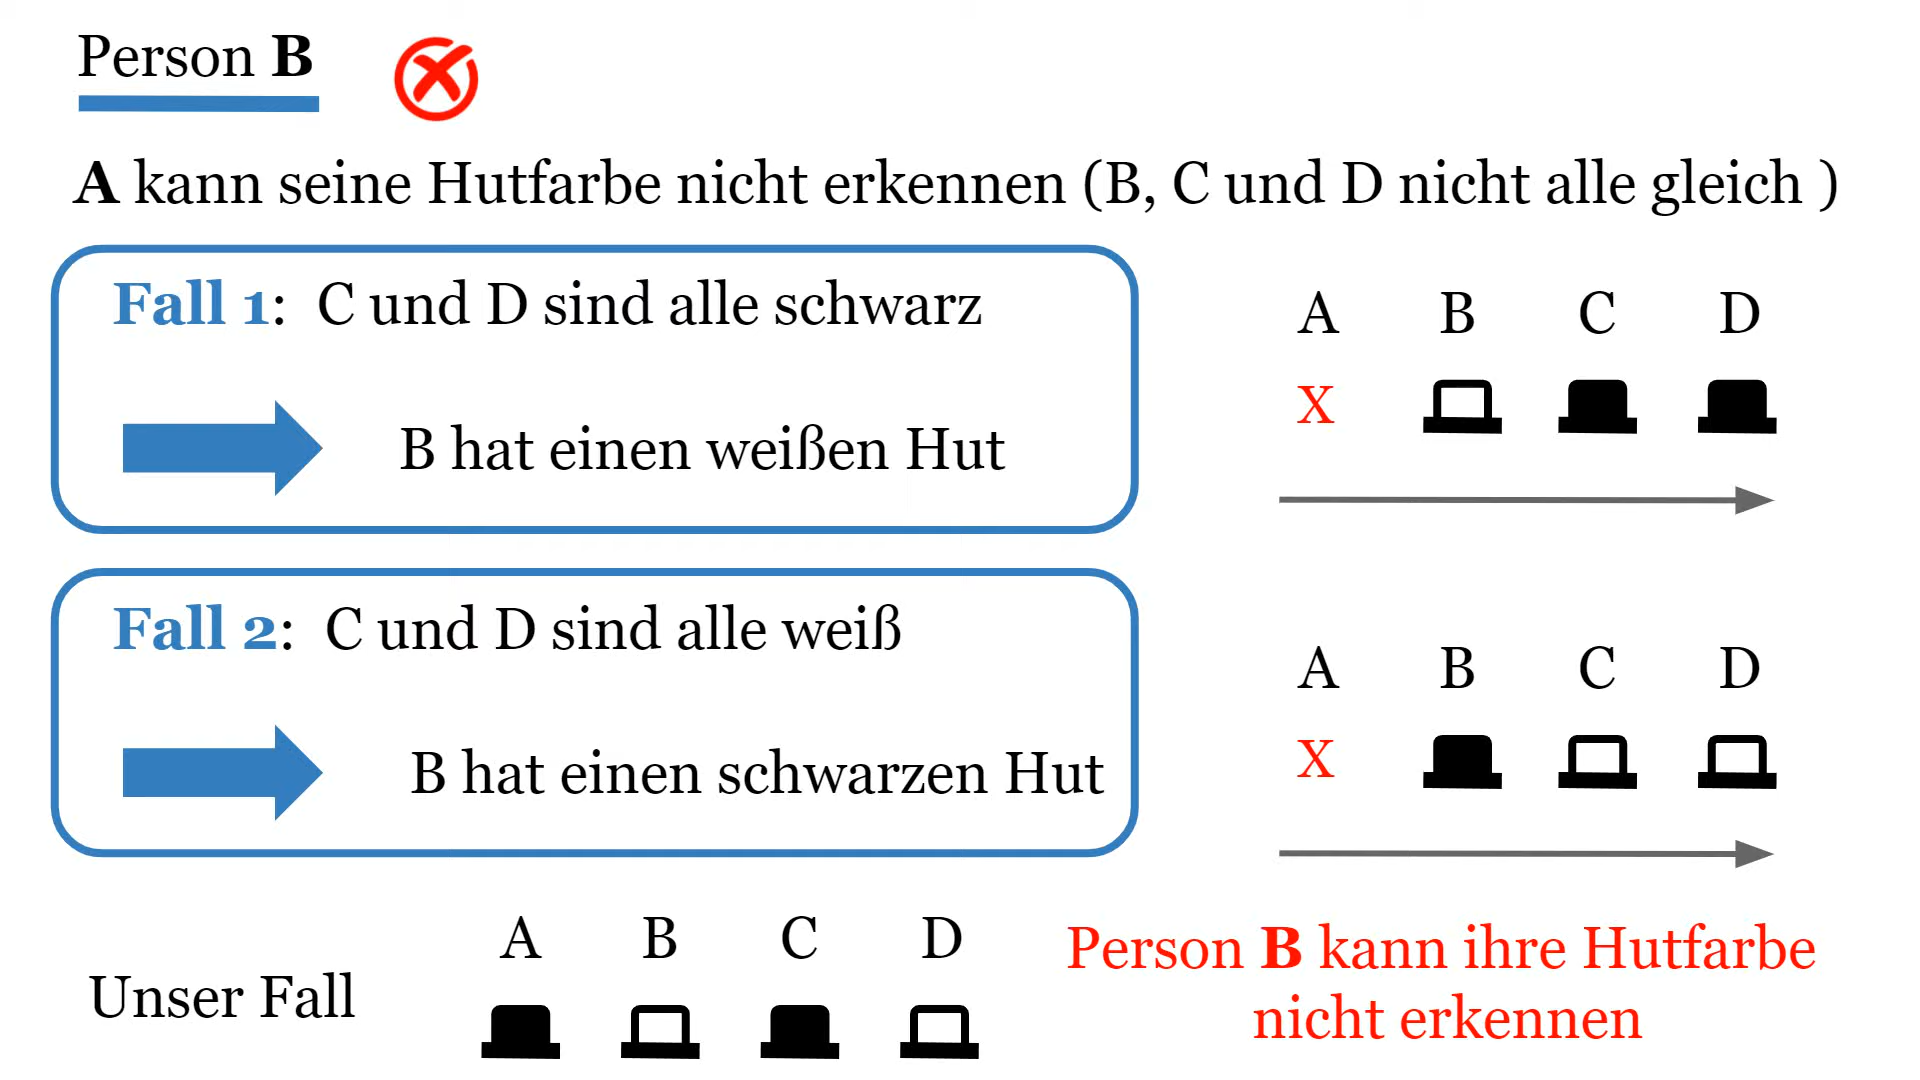 Person B
A kann seine Hutfarbe nicht erkennen (B, C und D nicht alle gleich )
Fall 1: C und D sind alle schwarz
B hat einen weißen Hut
A B C D
X
Fall 2: C und D sind alle weiß
B hat einen schwarzen Hut
A B C D
X
Unser Fall
A B C D
Person B kann ihre Hutfarbe
nicht erkennen